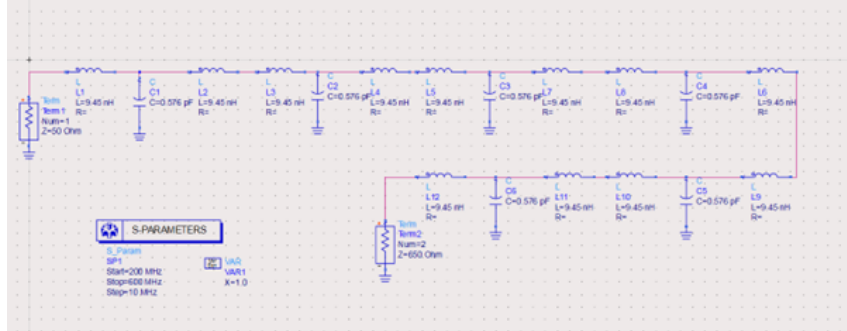 L
L1
L=9.45 nH
R=
C
C1
C=0.576 pF
L
L2
L=9.45 nH
R=
L
L3
L=9.45 nH
R=
C
C2
C=0.576 pF
L
L4
L=9.45 nH
R=
L
L5
L=9.45 nH
R=
C
C3
C=0.576 pF
L
L7
L=9.45 nH
R=
L
L8
L=9.45 nH
R=
C
C4
C=0.576 pF
L
L6
L=9.45 nH
R=
Term
Term1
Num=1
Z=50 Ohm
L
L12
L=9.45 nH
R=
C
C6
C=0.576 pF
L
L11
L=9.45 nH
R=
L
L10
L=9.45 nH
R=
C
C5
C=0.576 pF
L
L9
L=9.45 nH
R=
Term
Term2
Num=2
Z=650 Ohm
S-PARAMETERS
S_Param
SP1
Start=200 MHz
Stop=600 MHz
Step=10 MHz
VAR
VAR1
X=1.0